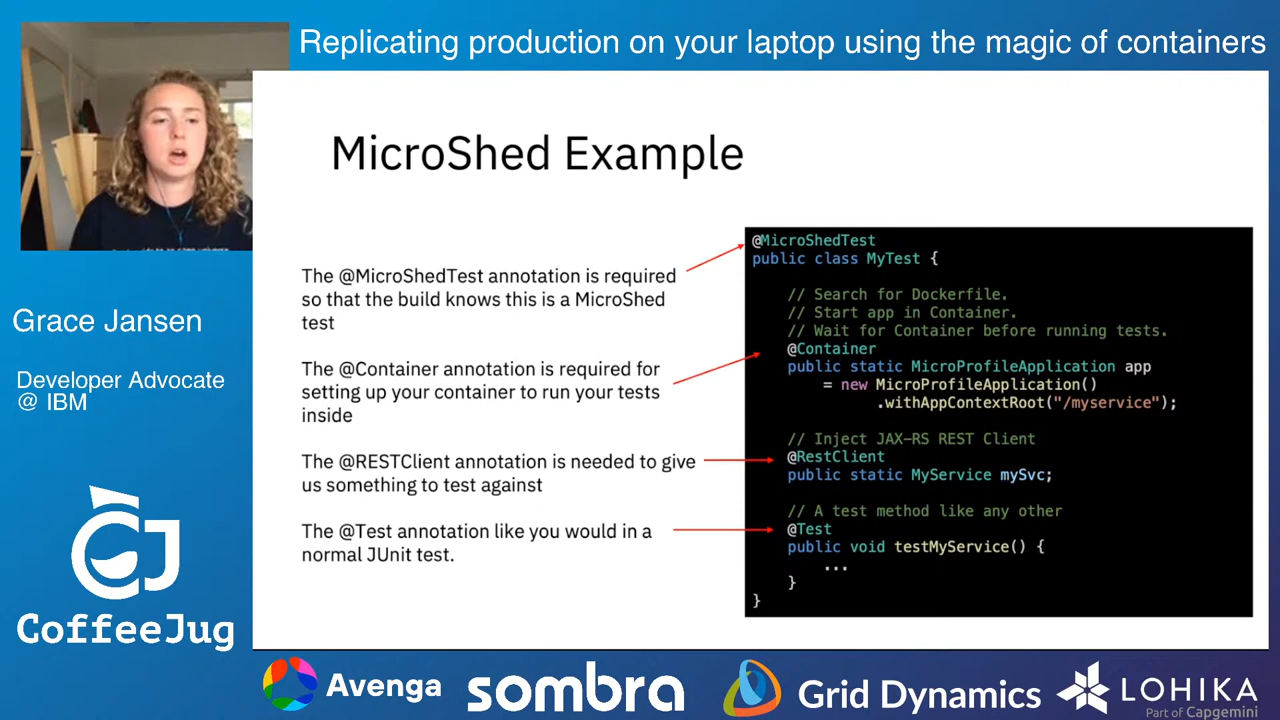 Replicating production on your laptop using the magic of containers
MicroShed Example
The @MicroShedTest annotation is required
so that the build knows this is a MicroShed
test
The @Container annotation is required for
setting up your container to run your tests
inside
The @RESTClient annotation is needed to give
us something to test against
The @Test annotation like you would in a
normal JUnit test.
@MicroShedTest
public class MyTest {
// Search for Dockerfile.
// Start app in Container.
// Wait for Container before running tests.
@Container
public static MicroProfileApplication app
= new MicroProfileApplication()
.withAppContextRoot("/myservice");
// Inject JAX-RS REST Client
@RestClient
public static MyService mySvc;
// A test method like any other
@Test
public void testMyService() {
...
}
}
Grace Jansen
Developer Advocate
@ IBM
CoffeeJug
Avenga
sombra
Grid Dynamics
LOHIKA
Part of Capgemini